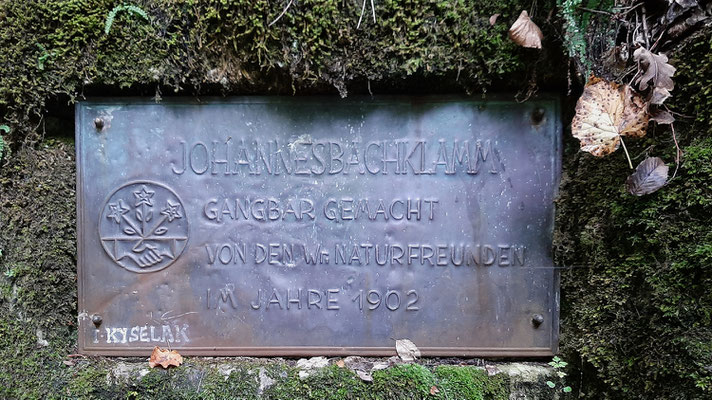 JOHANNESBACHKLAMM
GANGBAR GEMACHT
VON DEN Wr. NATURFREUNDEN
IM JAHRE 1902
KYSELAK